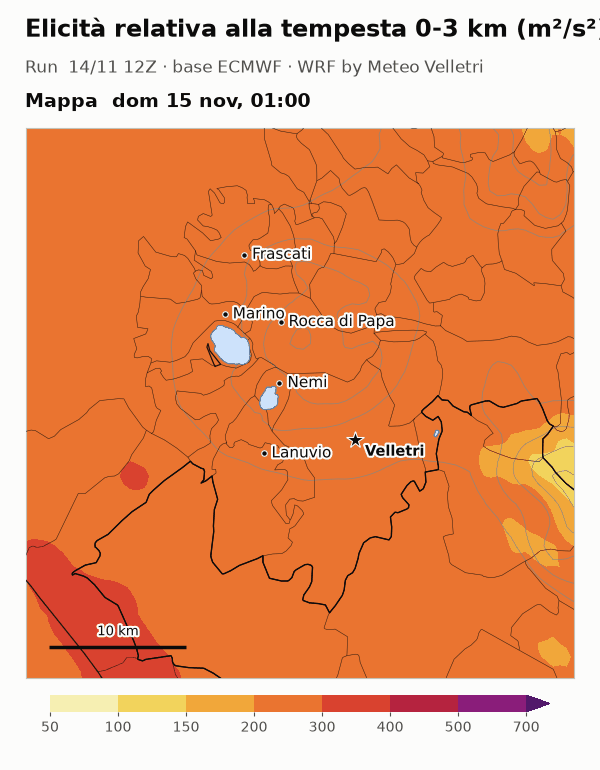 Elicità relativa alla tempesta 0-3 km (m²/s²)
Run 14/11 12Z · base ECMWF · WRF by Meteo Velletri
Mappa dom 15 nov, 01:00
Frascati
Marino
Rocca di Papa
Nemi
Lanuvio
Velletri
10 km
50 100 150 200 300 400 500 700